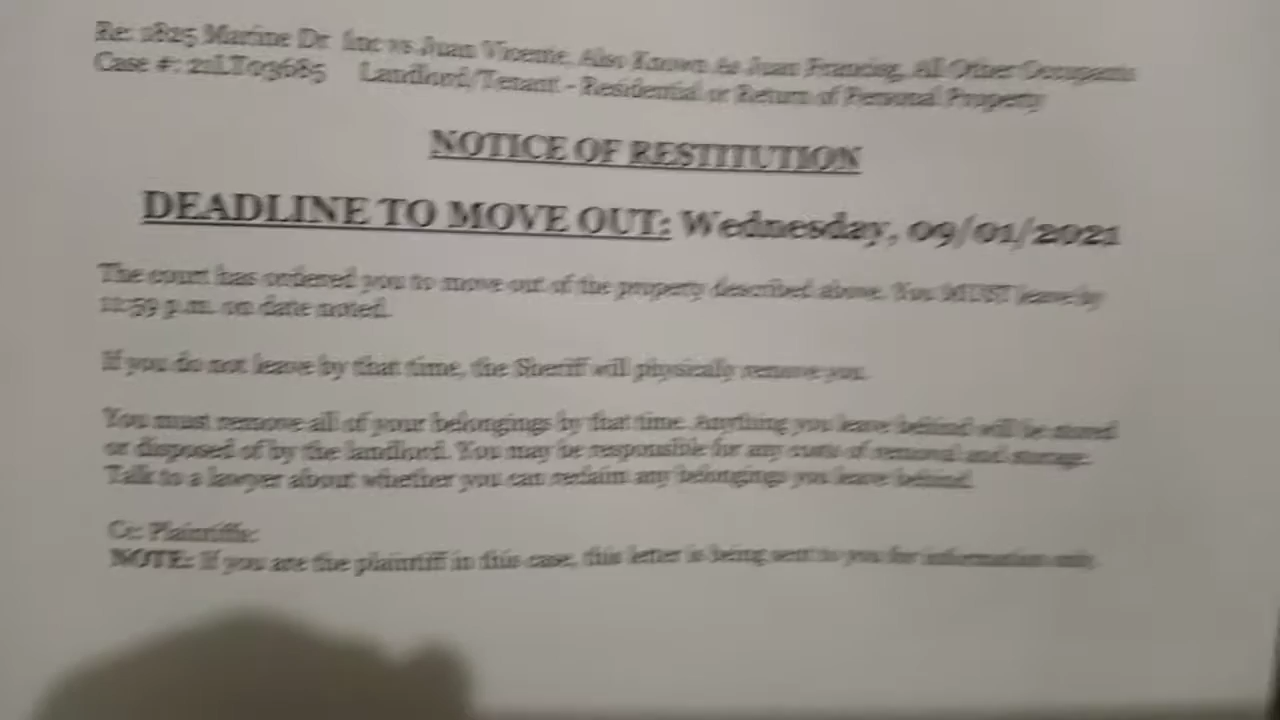 Re: 1825 Marine Dr Inc vs Juan Vicente, Also Known As Juan Francisq, All Other Occupants
Case #: 21LT03685 Landlord/Tenant - Residential or Return of Personal Property
NOTICE OF RESTITUTION
DEADLINE TO MOVE OUT: Wednesday, 09/01/2021
The court has ordered you to move out of the property described above. You MUST leave by
11:59 p.m. on date noted.
If you do not leave by that time, the Sheriff will physically remove you.
You must remove all of your belongings by that time. Anything you leave behind will be stored
or disposed of by the landlord. You may be responsible for any costs of removal and storage.
Talk to a lawyer about whether you can reclaim any belongings you leave behind.
Cc: Plaintiffs:
NOTE: If you are the plaintiff in this case, this letter is being sent to you for information only.